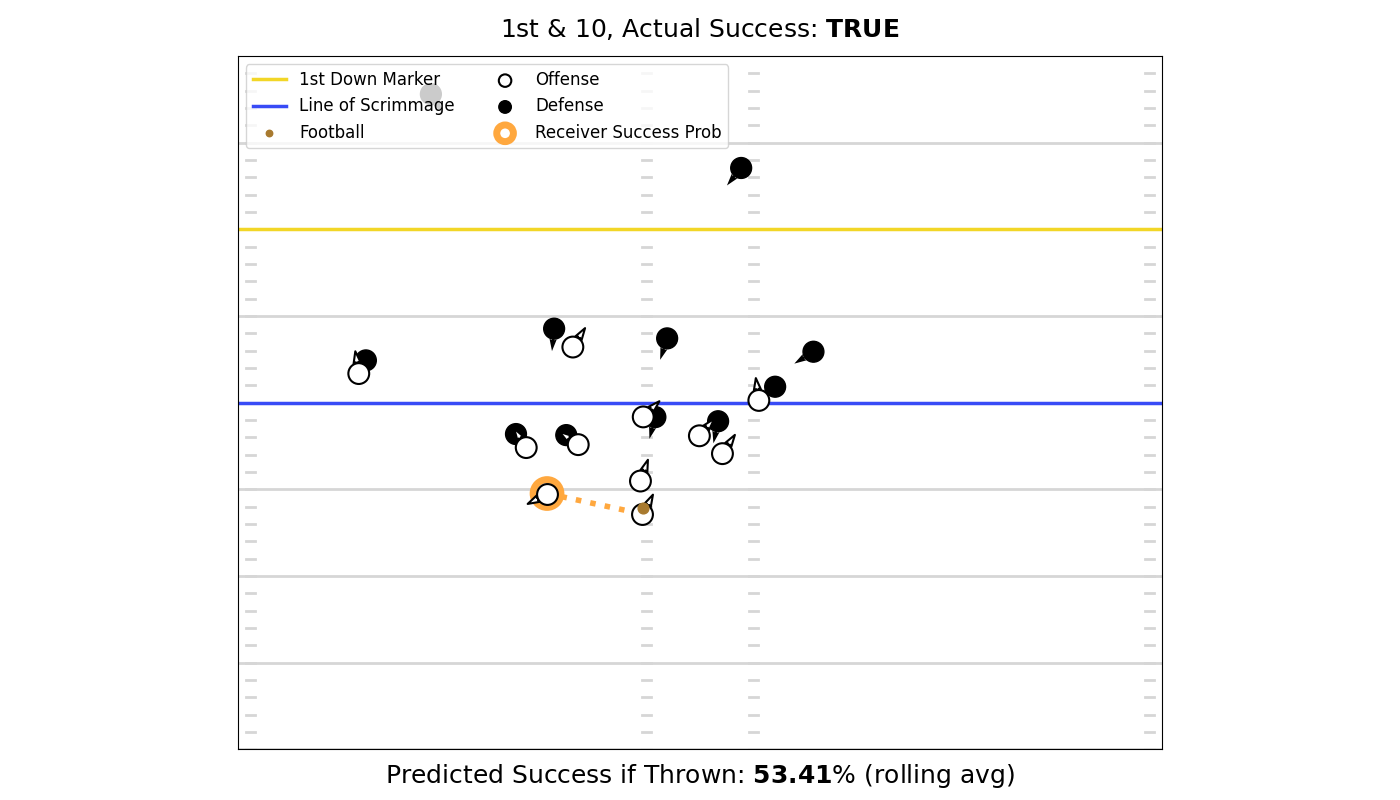 1st & 10, Actual Success: TRUE
1st Down Marker
Line of Scrimmage
Football
Offense
Defense
Receiver Success Prob
Predicted Success if Thrown: 53.41% (rolling avg)